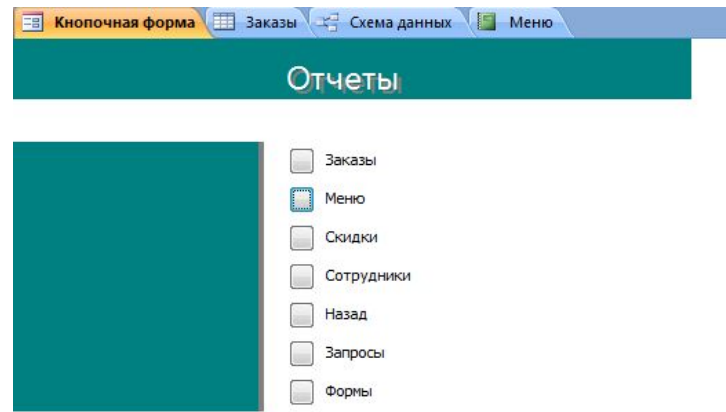 Кнопочная форма Заказы Схема данных Меню
Отчеты
Заказы
Меню
Скидки
Сотрудники
Назад
Запросы
Формы